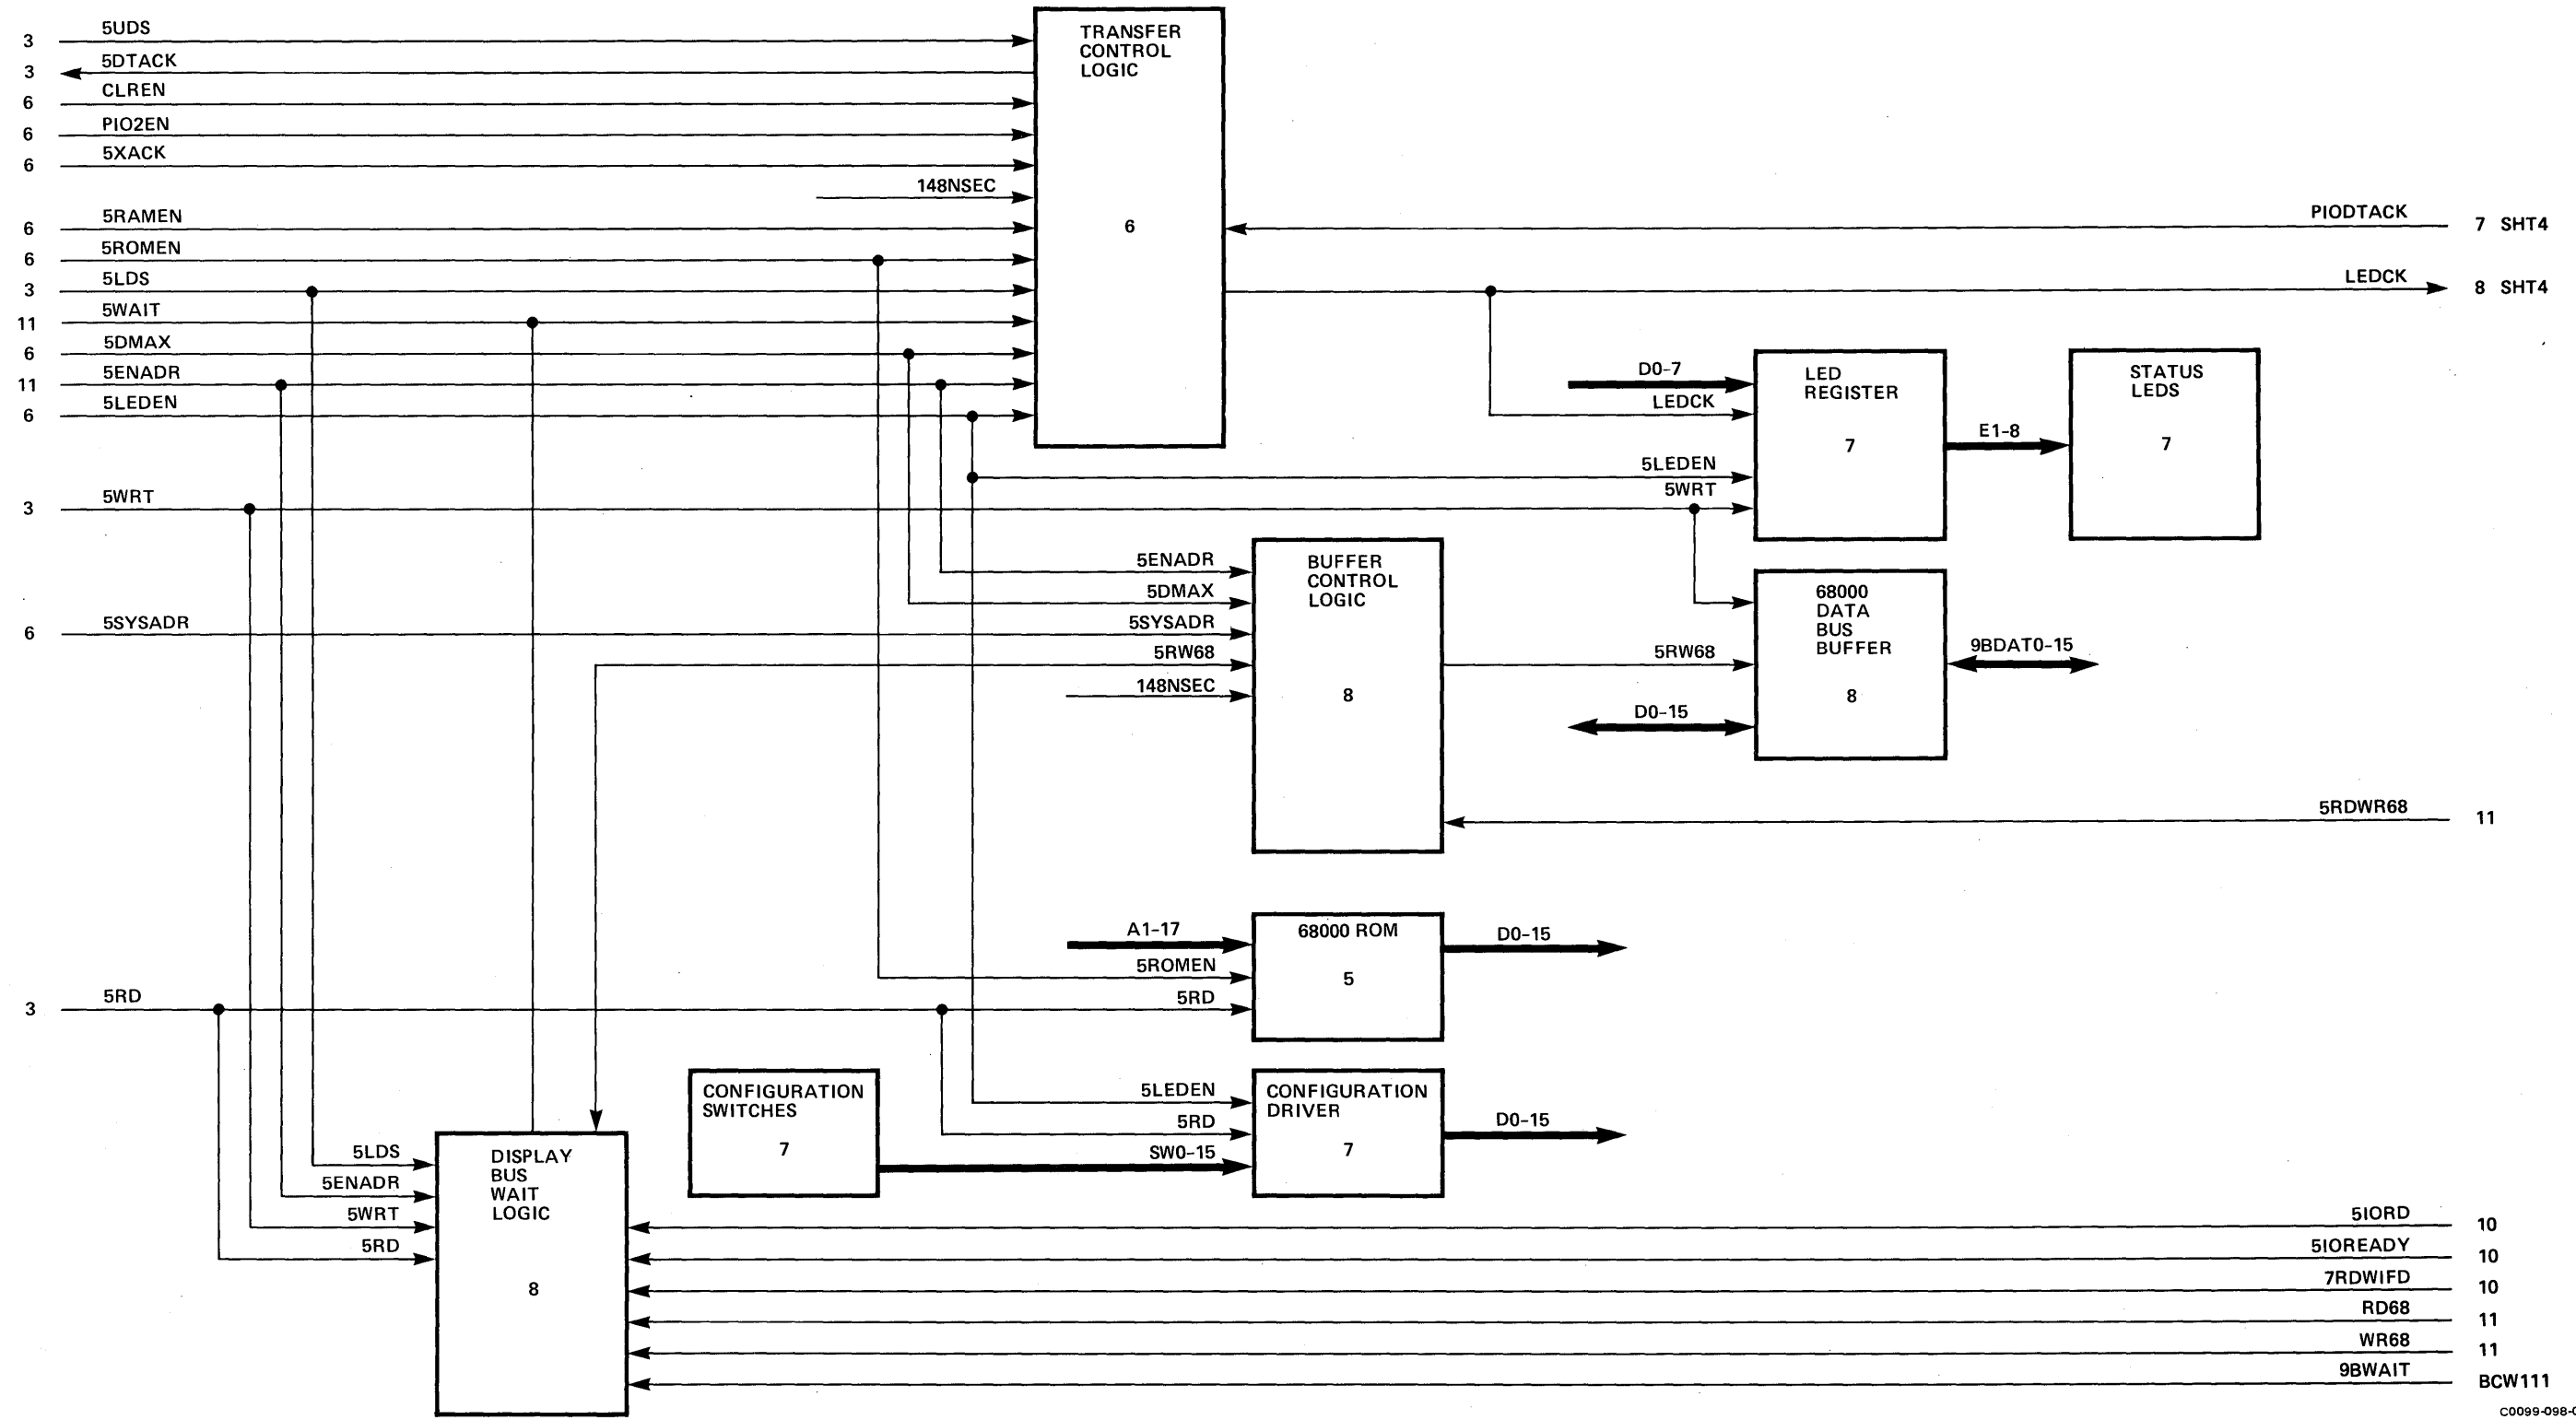 3 5UDS
3 5DTACK
6 CLREN
6 PIO2EN
6 5XACK
148NSEC
6 5RAMEN
6 5ROMEN
3 5LDS
11 5WAIT
6 5DMAX
11 5ENADR
6 5LEDEN
TRANSFER
CONTROL
LOGIC
6
PIODTACK 7 SHT4
LEDCK 8 SHT4
D0-7
LEDCK
5LEDEN
5WRT
LED
REGISTER
7
E1-8
STATUS
LEDS
7
3 5WRT
6 5SYSADR
5ENADR
5DMAX
5SYSADR
5RW68
148NSEC
BUFFER
CONTROL
LOGIC
8
5RW68
D0-15
68000
DATA
BUS
BUFFER
8
9BDAT0-15
5RDWR68 11
A1-17
5ROMEN
5RD
68000 ROM
5
D0-15
3 5RD
CONFIGURATION
SWITCHES
7
5LEDEN
5RD
SW0-15
CONFIGURATION
DRIVER
7
D0-15
5LDS
5ENADR
5WRT
5RD
DISPLAY
BUS
WAIT
LOGIC
8
5IORD 10
5IOREADY 10
7RDWIFD 10
RD68 11
WR68 11
9BWAIT BCW111